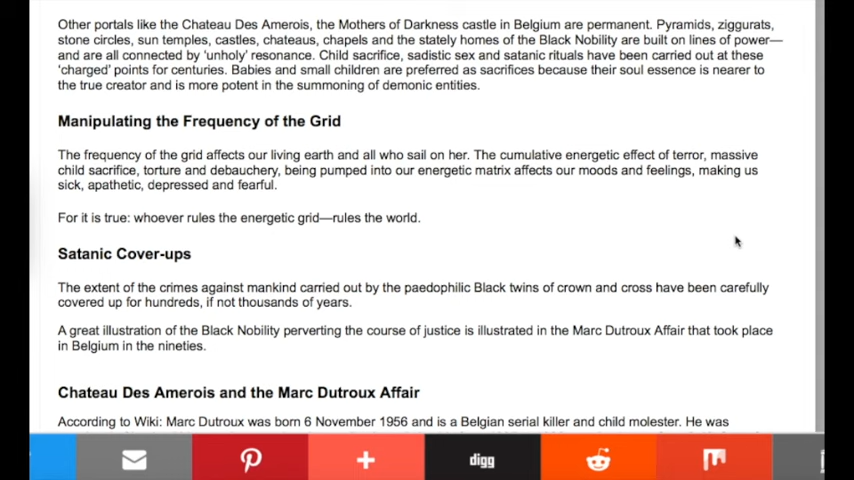 Other portals like the Chateau Des Amerois, the Mothers of Darkness castle in Belgium are permanent. Pyramids, ziggurats,
stone circles, sun temples, castles, chateaus, chapels and the stately homes of the Black Nobility are built on lines of power—
and are all connected by 'unholy' resonance. Child sacrifice, sadistic sex and satanic rituals have been carried out at these
'charged' points for centuries. Babies and small children are preferred as sacrifices because their soul essence is nearer to
the true creator and is more potent in the summoning of demonic entities.
Manipulating the Frequency of the Grid
The frequency of the grid affects our living earth and all who sail on her. The cumulative energetic effect of terror, massive
child sacrifice, torture and debauchery, being pumped into our energetic matrix affects our moods and feelings, making us
sick, apathetic, depressed and fearful.
For it is true: whoever rules the energetic grid—rules the world.
Satanic Cover-ups
The extent of the crimes against mankind carried out by the paedophilic Black twins of crown and cross have been carefully
covered up for hundreds, if not thousands of years.
A great illustration of the Black Nobility perverting the course of justice is illustrated in the Marc Dutroux Affair that took place
in Belgium in the nineties.
Chateau Des Amerois and the Marc Dutroux Affair
According to Wiki: Marc Dutroux was born 6 November 1956 and is a Belgian serial killer and child molester. He was
digg